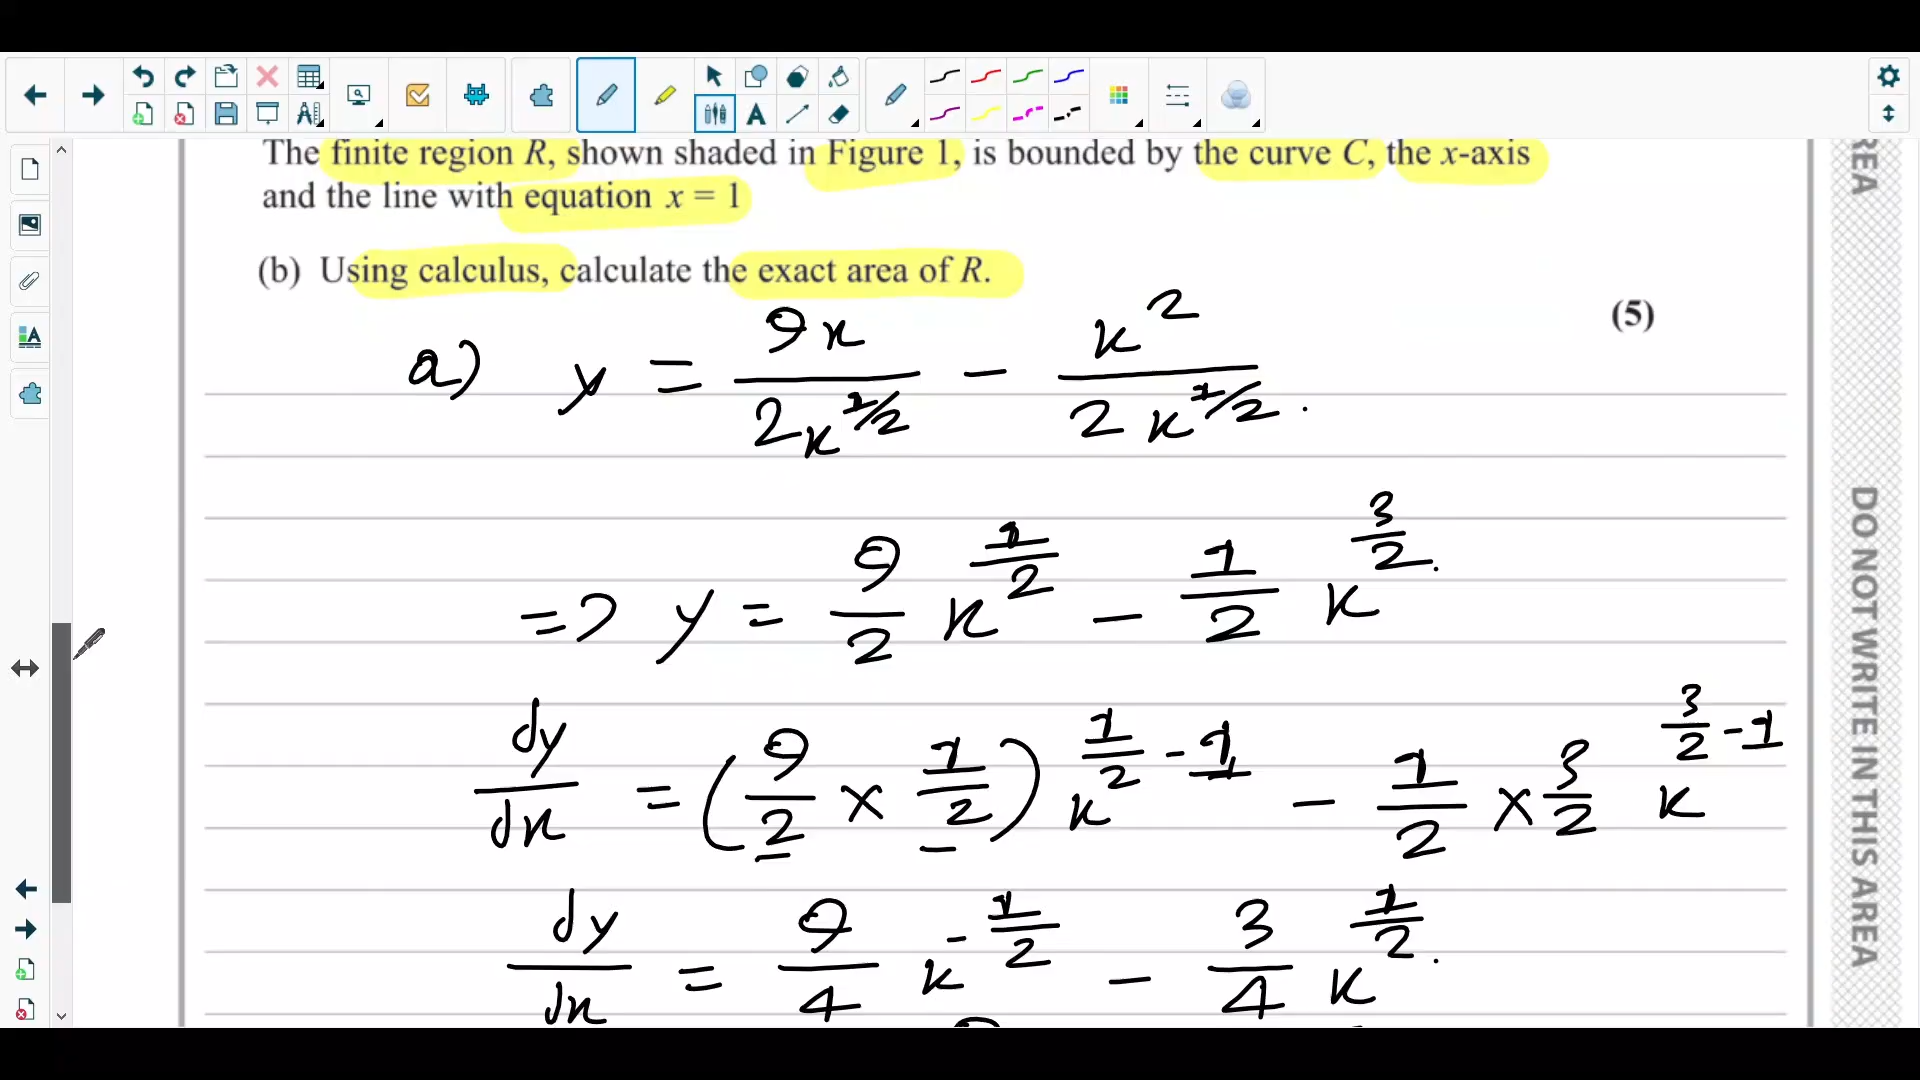 The finite region R, shown shaded in Figure 1, is bounded by the curve C, the x-axis
and the line with equation x = 1
(b) Using calculus, calculate the exact area of R.
(5)
a) y = 9x/2x^{1/2} - x^2/2x^{1/2}.
=> y = 9/2 x^{1/2} - 1/2 x^{3/2}.
dy/dx = (9/2 × 1/2) x^{1/2 - 1} - 1/2 × 3/2 x^{3/2 - 1}
dy/dx = 9/4 x^{-1/2} - 3/4 x^{1/2}.
REA
DO NOT WRITE IN THIS AREA